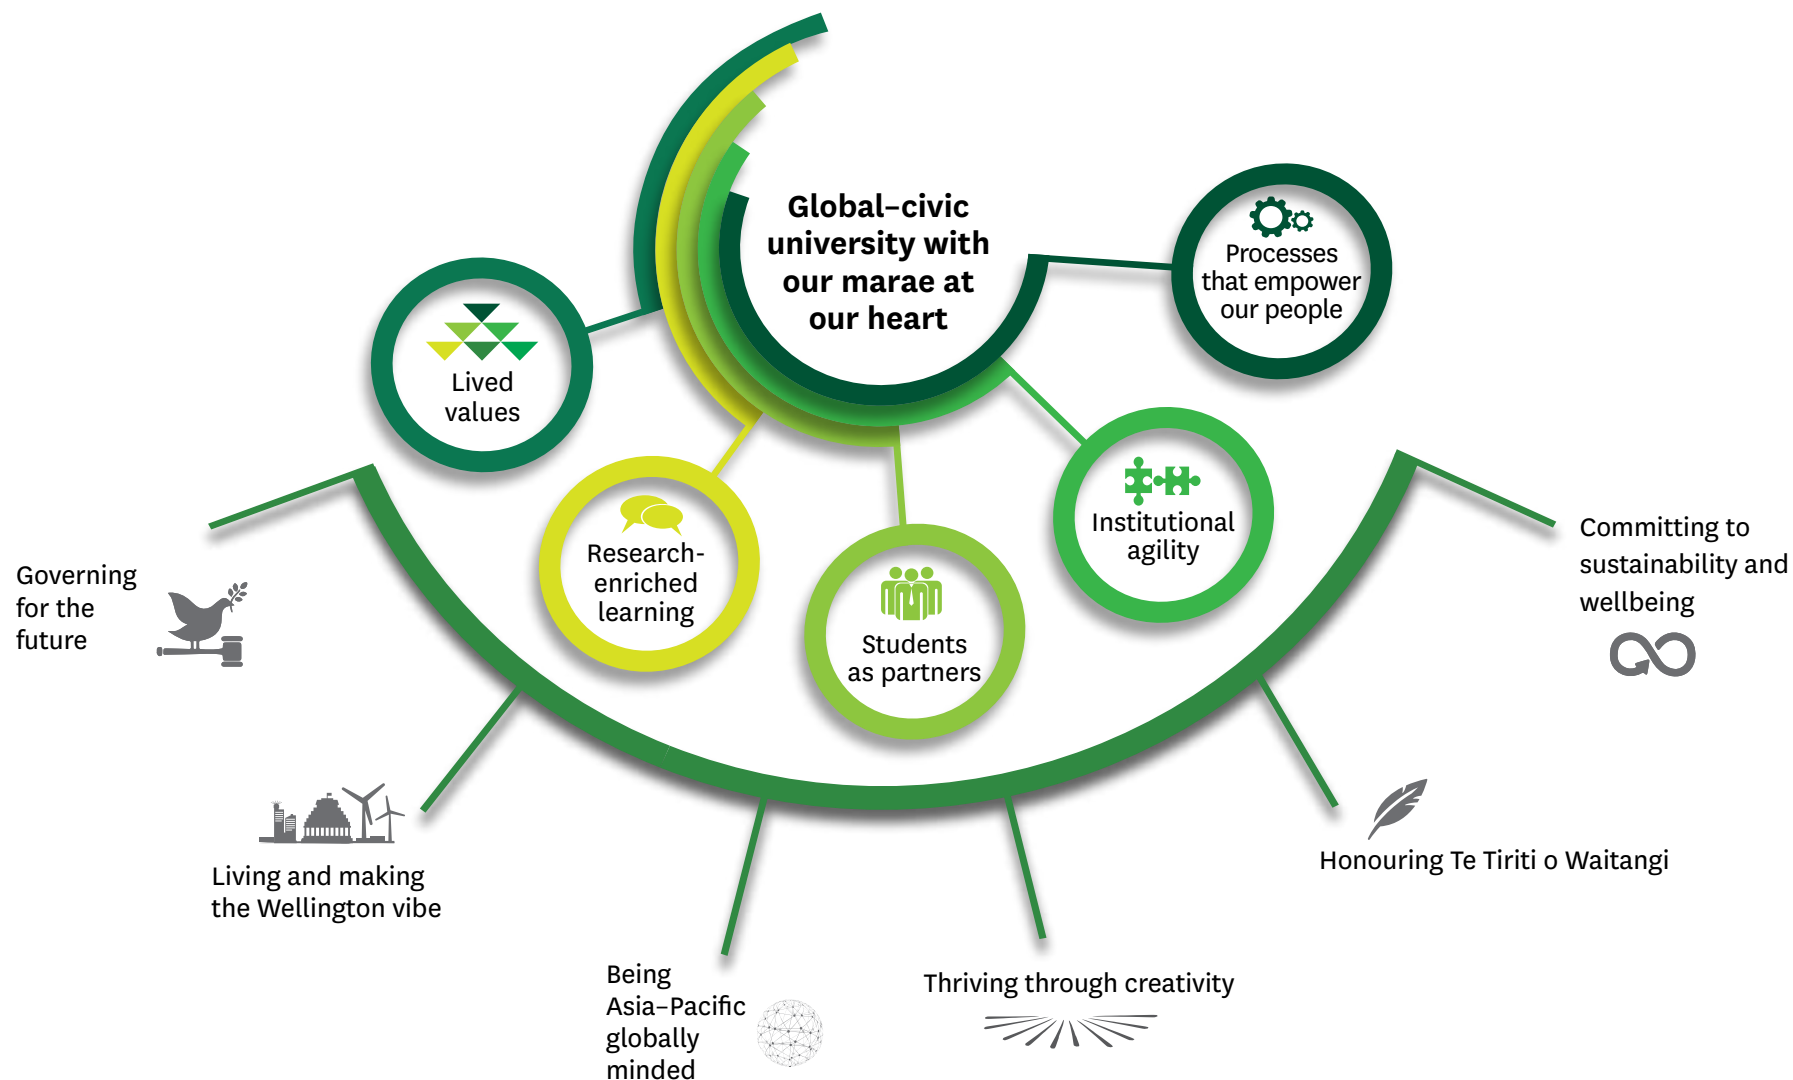 Global–civic
university with
our marae at
our heart
Processes
that empower
our people
Lived
values
Research-
enriched
learning
Students
as partners
Institutional
agility
Governing
for the
future
Living and making
the Wellington vibe
Being
Asia–Pacific
globally
minded
Thriving through creativity
Honouring Te Tiriti o Waitangi
Committing to
sustainability and
wellbeing